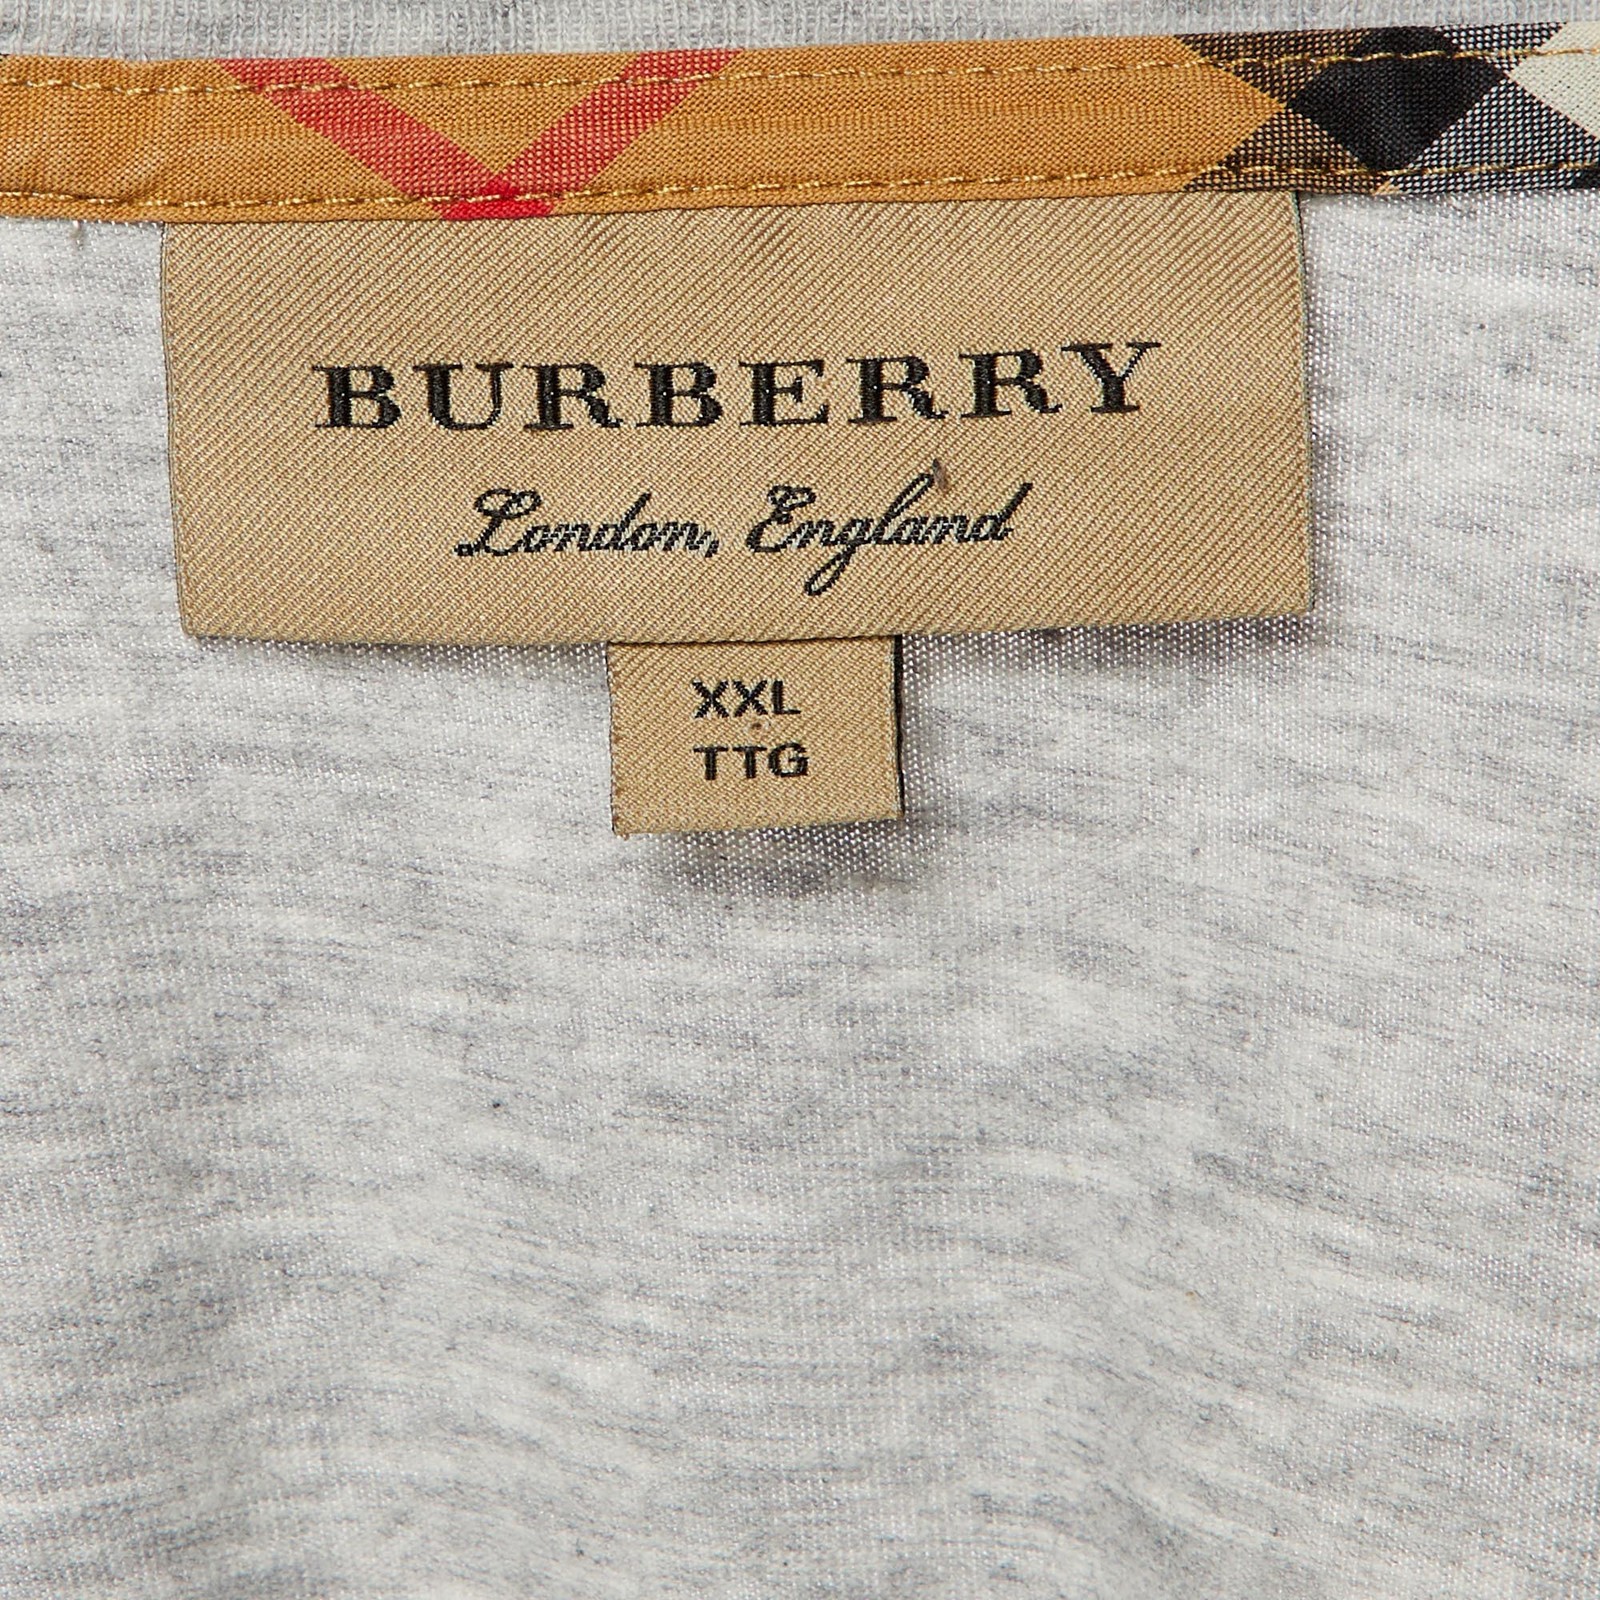 BURBERRY
London, England
XXL
TTG